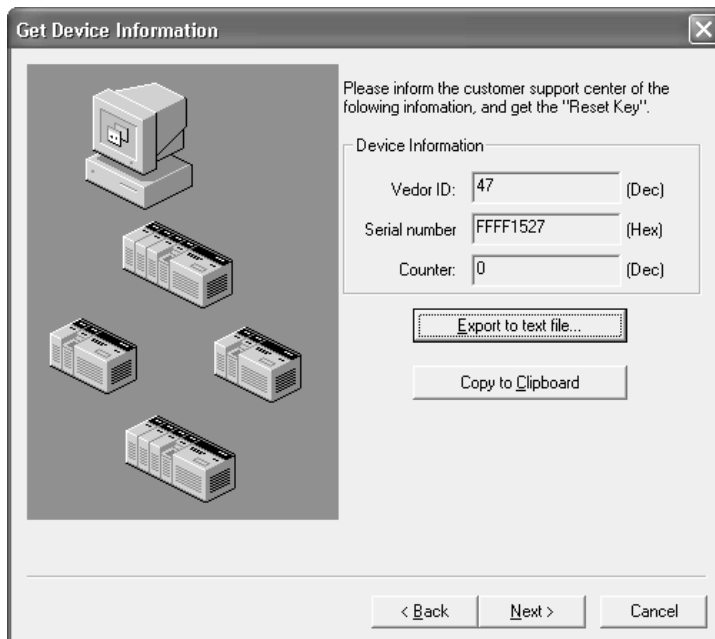 Get Device Information
Please inform the customer support center of the
folowing infomation, and get the "Reset Key".
Device Information
Vedor ID: 47 (Dec)
Serial number FFFF1527 (Hex)
Counter: 0 (Dec)
Export to text file...
Copy to Clipboard
< Back Next > Cancel